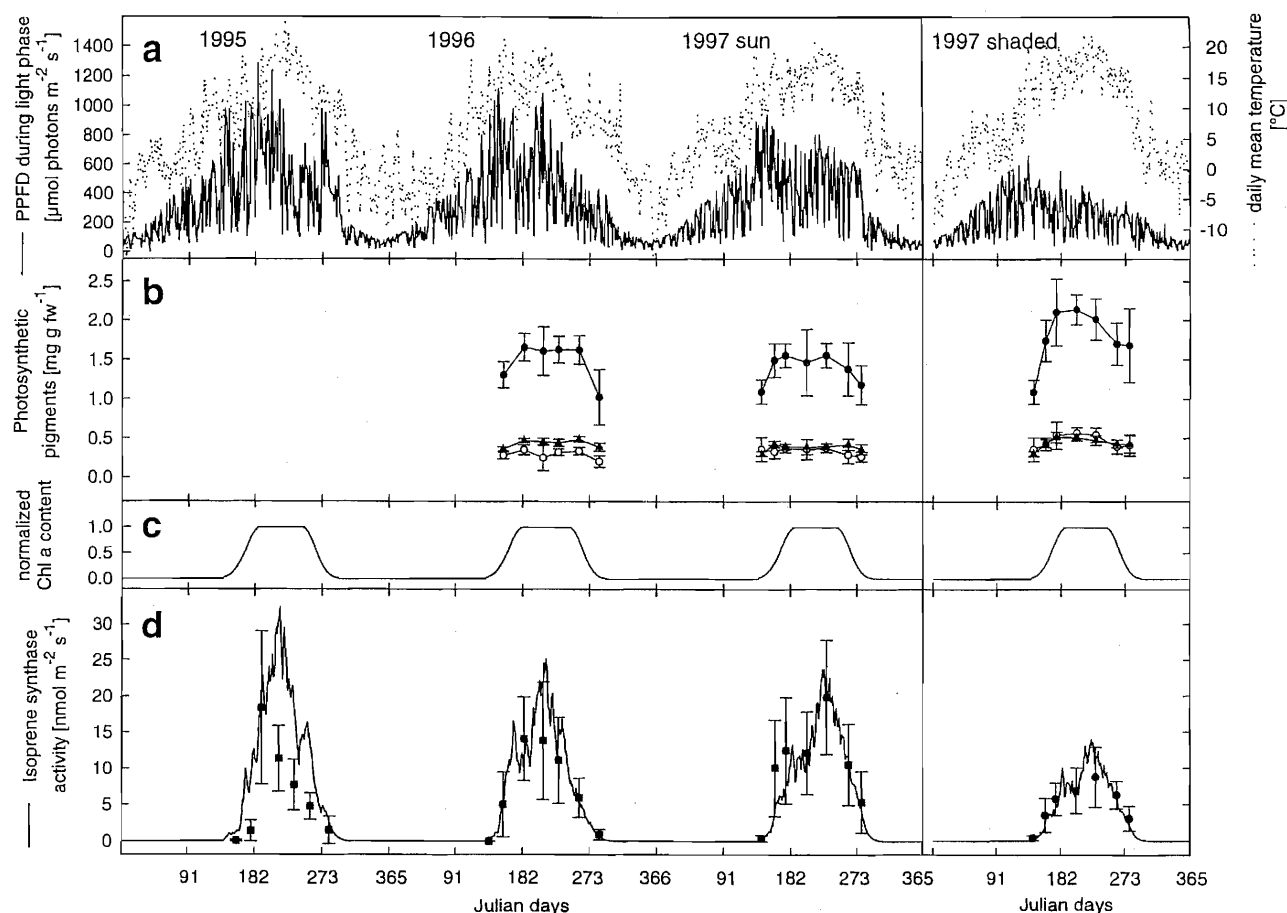 1995
1996
1997 sun
1997 shaded
a
PPFD during light phase
[µmol photons m-2 s-1]
1400
1200
1000
800
600
400
200
0
20
15
10
5
0
-5
-10
daily mean temperature
[°C]
b
Photosynthetic
pigments [mg g fw-1]
2.5
2.0
1.5
1.0
0.5
0.0
c
normalized
Chl a content
1.0
0.5
0.0
d
Isoprene synthase
activity [nmol m-2 s-1]
30
25
20
15
10
5
0
91 182 273 365 91 182 273 366 91 182 273 365 91 182 273 365
Julian days Julian days